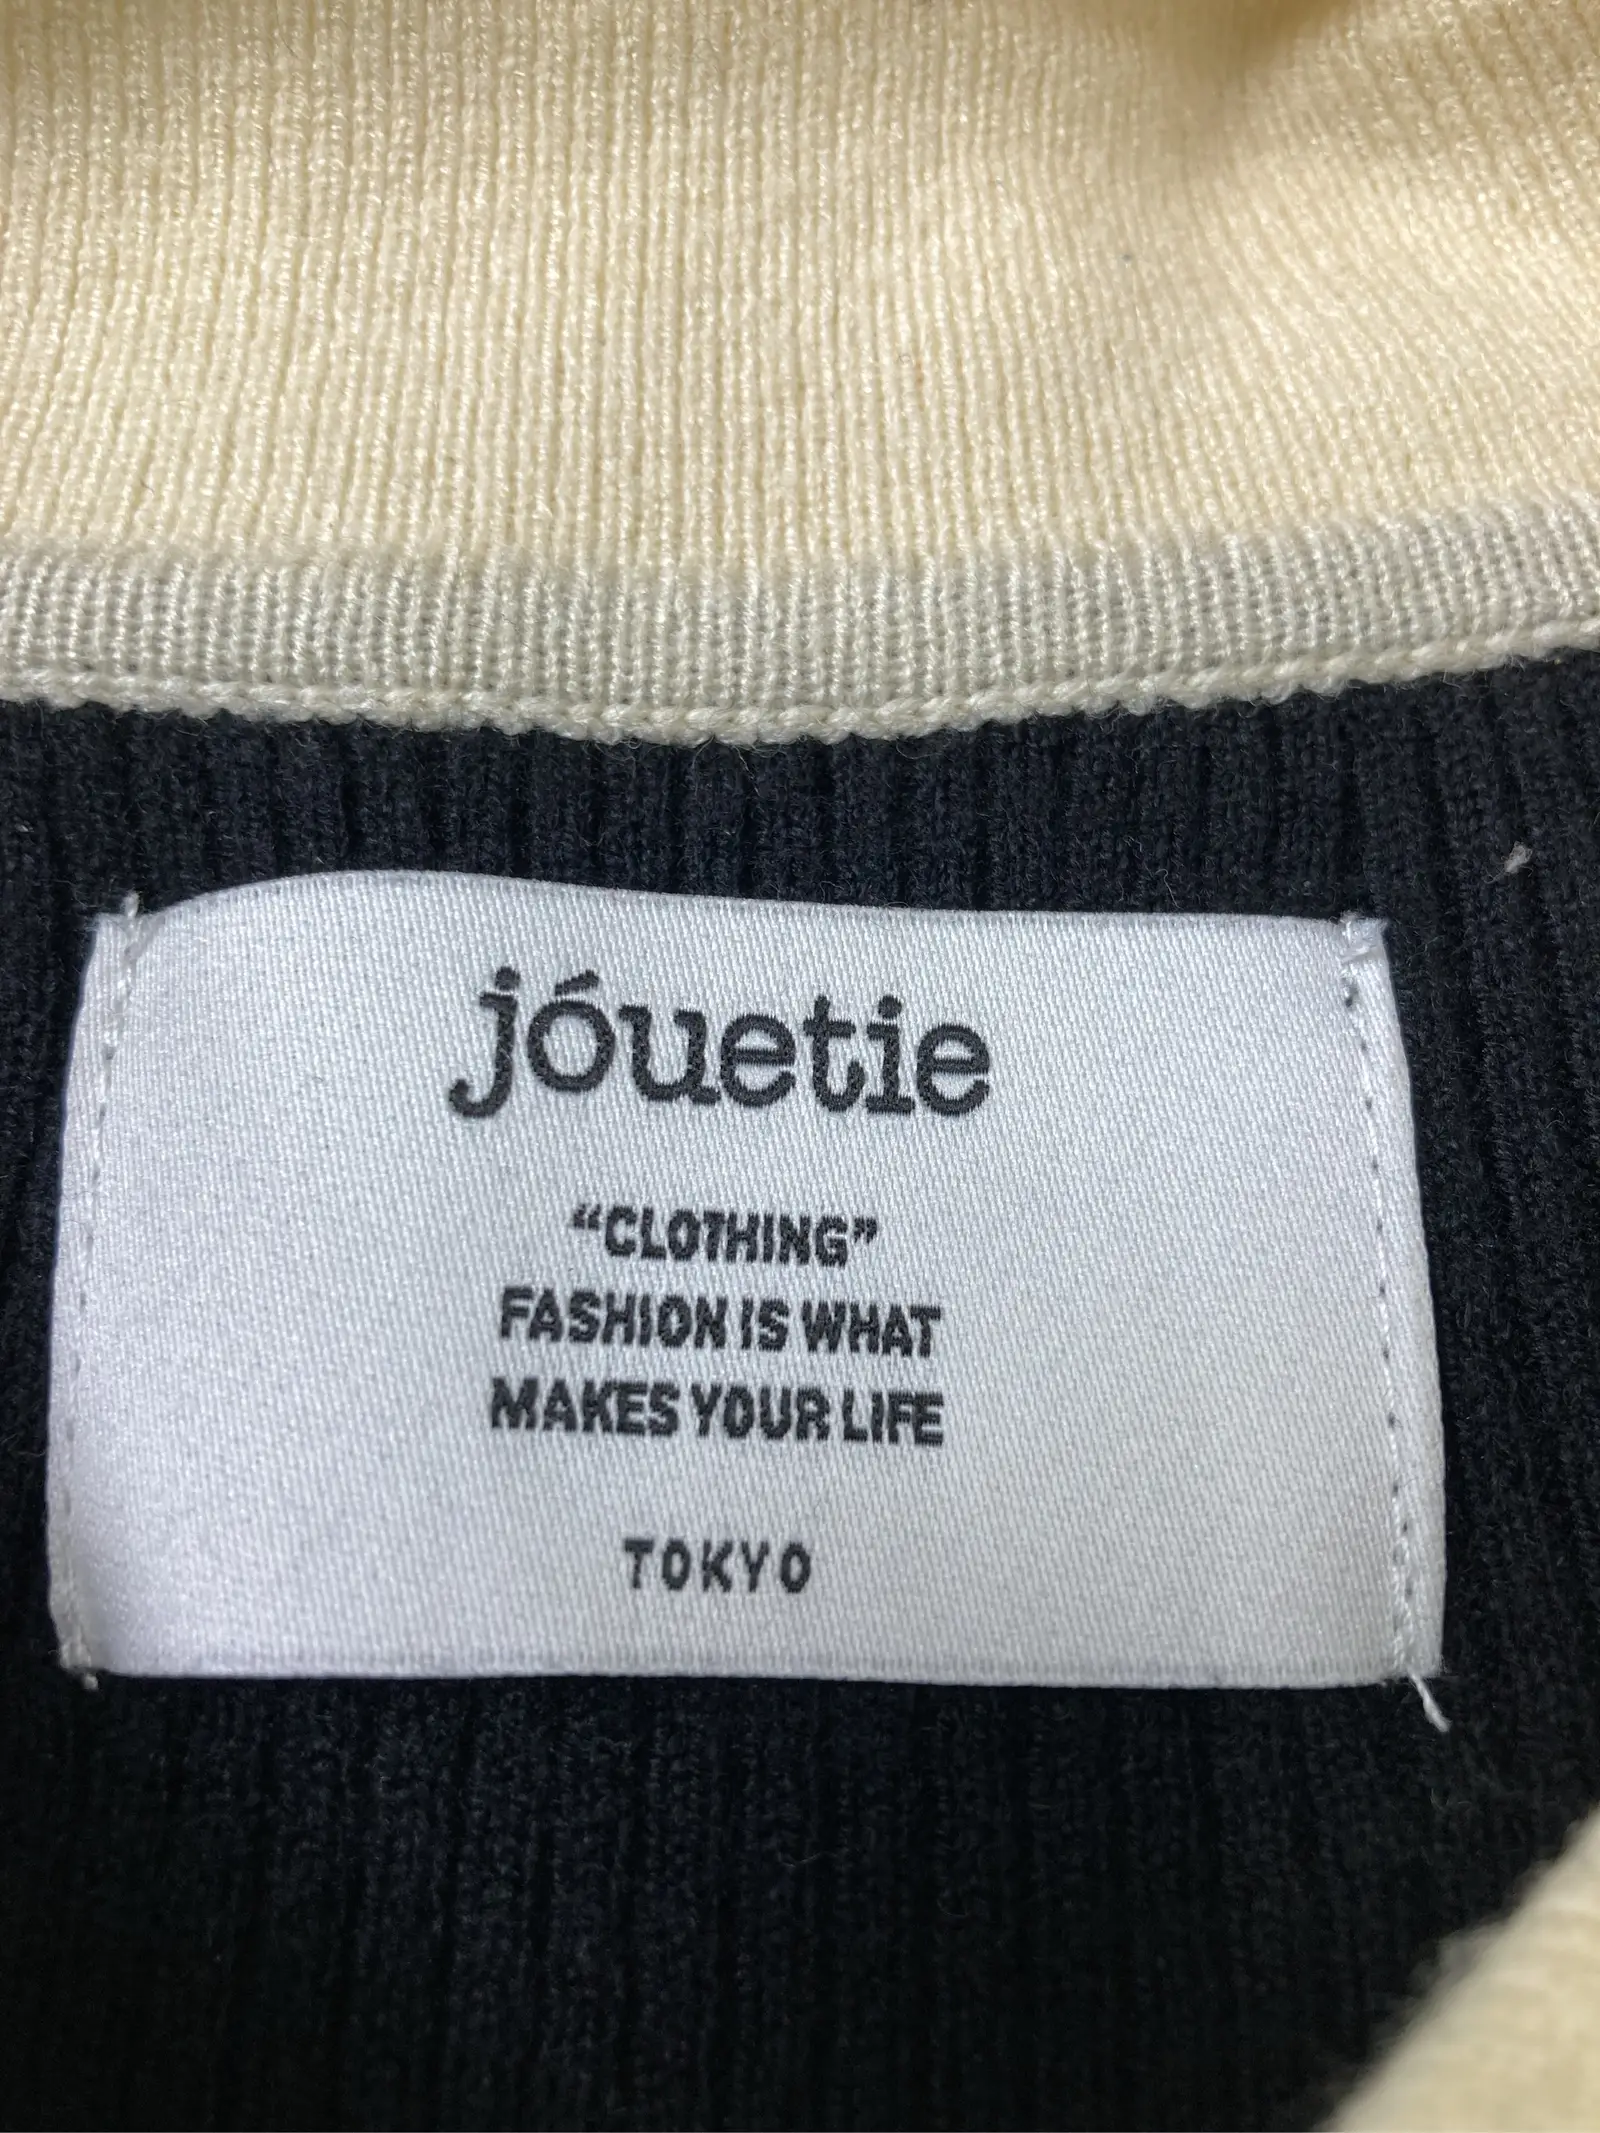 jóuetie
“CLOTHING”
FASHION IS WHAT
MAKES YOUR LIFE
TOKYO